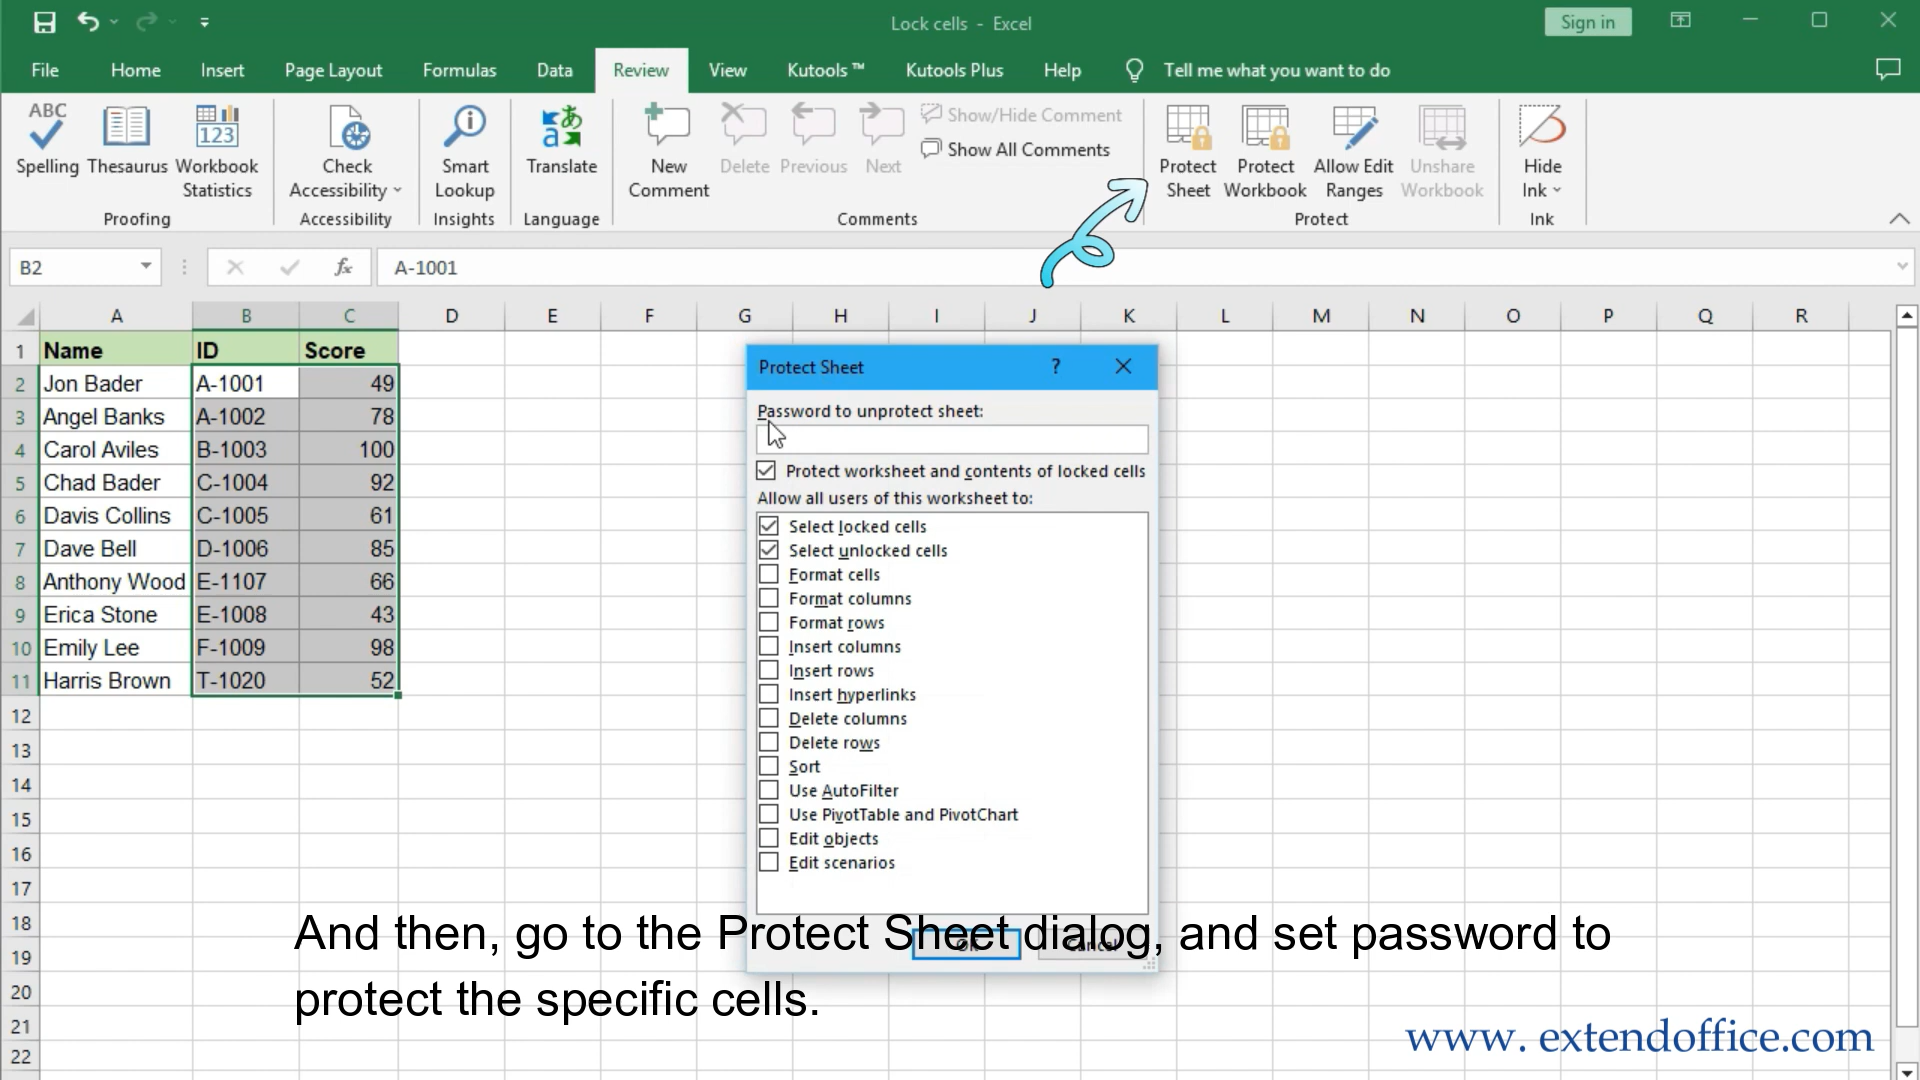 Lock cells - Excel
Sign in
File Home Insert Page Layout Formulas Data Review View Kutools™ Kutools Plus Help Tell me what you want to do
ABC
123
Spelling Thesaurus Workbook Statistics
Check Accessibility
Smart Lookup
Translate
New Comment
Delete Previous Next
Show/Hide Comment
Show All Comments
Protect Sheet
Protect Workbook
Allow Edit Ranges
Unshare Workbook
Hide Ink
Proofing Accessibility Insights Language Comments Protect Ink
B2 fx A-1001
A B C D E F G H I J K L M N O P Q R
1 Name ID Score
2 Jon Bader A-1001 49
3 Angel Banks A-1002 78
4 Carol Aviles B-1003 100
5 Chad Bader C-1004 92
6 Davis Collins C-1005 61
7 Dave Bell D-1006 85
8 Anthony Wood E-1107 66
9 Erica Stone E-1008 43
10 Emily Lee F-1009 98
11 Harris Brown T-1020 52
12
13
14
15
16
17
18
19
20
21
22
Protect Sheet ?
Password to unprotect sheet:
Protect worksheet and contents of locked cells
Allow all users of this worksheet to:
Select locked cells
Select unlocked cells
Format cells
Format columns
Format rows
Insert columns
Insert rows
Insert hyperlinks
Delete columns
Delete rows
Sort
Use AutoFilter
Use PivotTable and PivotChart
Edit objects
Edit scenarios
OK Cancel
And then, go to the Protect Sheet dialog, and set password to
protect the specific cells.
www. extendoffice.com